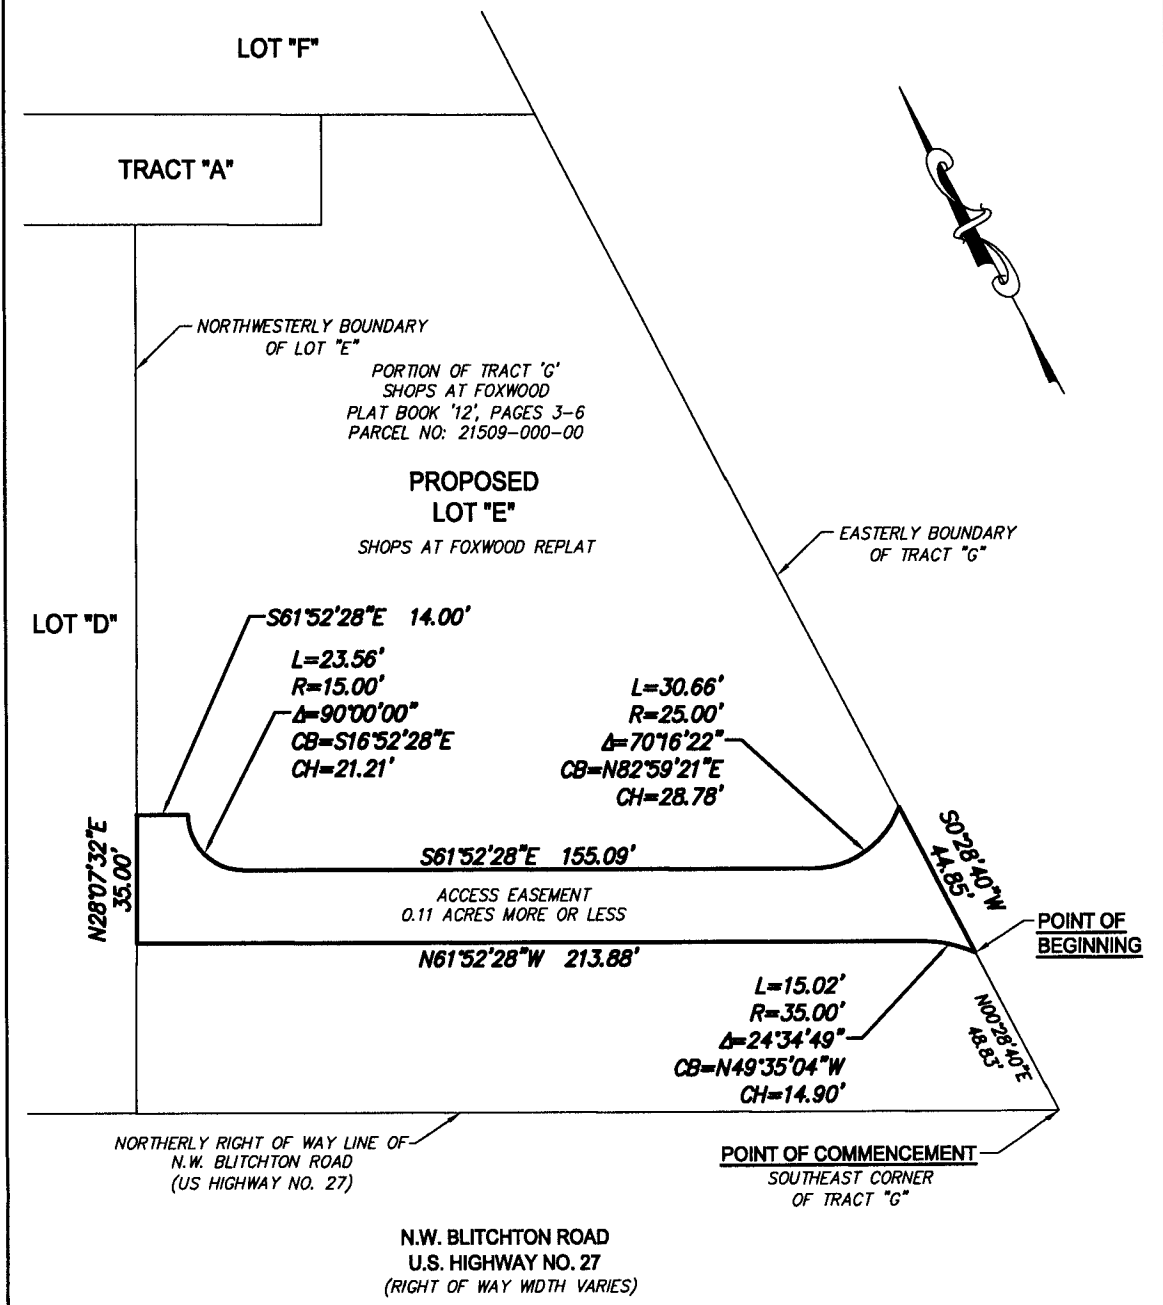 LOT "F"
TRACT "A"
NORTHWESTERLY BOUNDARY
OF LOT "E"
PORTION OF TRACT 'G'
SHOPS AT FOXWOOD
PLAT BOOK '12', PAGES 3-6
PARCEL NO: 21509-000-00
PROPOSED
LOT "E"
SHOPS AT FOXWOOD REPLAT
EASTERLY BOUNDARY
OF TRACT "G"
LOT "D"
S61°52'28"E 14.00'
L=23.56'
R=15.00'
Δ=90°00'00"
CB=S16°52'28"E
CH=21.21'
L=30.66'
R=25.00'
Δ=70°16'22"
CB=N82°59'21"E
CH=28.78'
N28°07'32"E
35.00'
S61°52'28"E 155.09'
ACCESS EASEMENT
0.11 ACRES MORE OR LESS
N61°52'28"W 213.88'
S0°28'40"W
44.85'
POINT OF
BEGINNING
L=15.02'
R=35.00'
Δ=24°34'49"
CB=N49°35'04"W
CH=14.90'
N00°28'40"E
48.83'
NORTHERLY RIGHT OF WAY LINE OF
N.W. BLITCHTON ROAD
(US HIGHWAY NO. 27)
POINT OF COMMENCEMENT
SOUTHEAST CORNER
OF TRACT "G"
N.W. BLITCHTON ROAD
U.S. HIGHWAY NO. 27
(RIGHT OF WAY WIDTH VARIES)